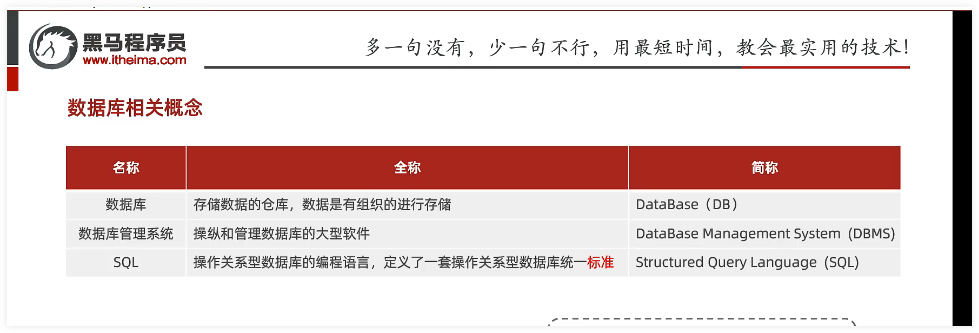 黑马程序员
www.itheima.com
多一句没有，少一句不行，用最短时间，教会最实用的技术！
数据库相关概念
名称 全称 简称
数据库 存储数据的仓库，数据是有组织的进行存储 DataBase（DB）
数据库管理系统 操纵和管理数据库的大型软件 DataBase Management System (DBMS)
SQL 操作关系型数据库的编程语言，定义了一套操作关系型数据库统一标准 Structured Query Language (SQL)